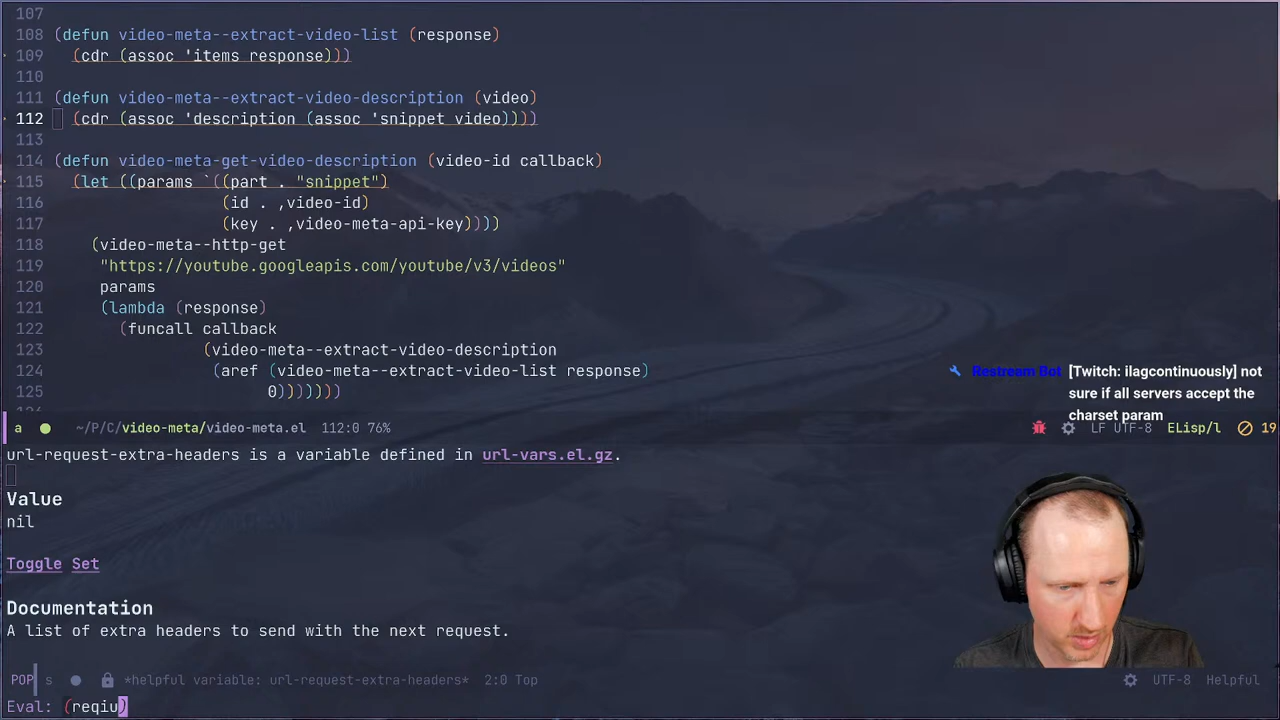 107
108 (defun video-meta--extract-video-list (response)
109   (cdr (assoc 'items response)))
110
111 (defun video-meta--extract-video-description (video)
112   (cdr (assoc 'description (assoc 'snippet video))))
113
114 (defun video-meta-get-video-description (video-id callback)
115   (let ((params `((part . "snippet")
116                   (id . ,video-id)
117                   (key . ,video-meta-api-key))))
118     (video-meta--http-get
119      "https://youtube.googleapis.com/youtube/v3/videos"
120      params
121      (lambda (response)
122        (funcall callback
123                 (video-meta--extract-video-description
124                  (aref (video-meta--extract-video-list response)
125                        0)))))))
Restream Bot [Twitch: ilagcontinuously] not
sure if all servers accept the
charset param
a ~/P/C/video-meta/video-meta.el 112:0 76% LF UTF-8 ELisp/l 19
url-request-extra-headers is a variable defined in url-vars.el.gz.
Value
nil
Toggle Set
Documentation
A list of extra headers to send with the next request.
POP s *helpful variable: url-request-extra-headers* 2:0 Top UTF-8 Helpful
Eval: (reqiu)